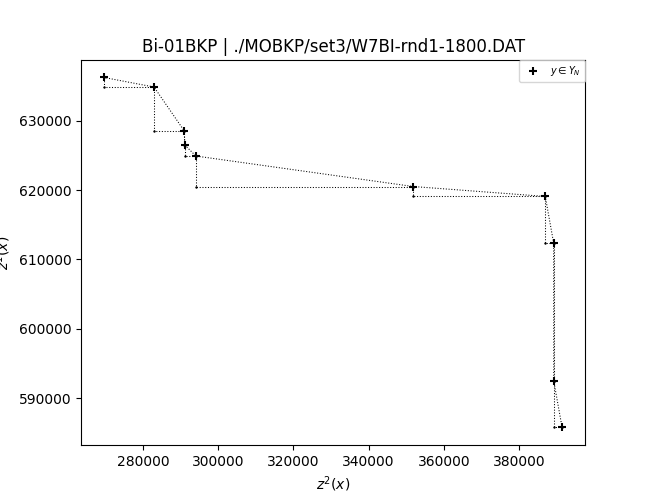 Bi-01BKP | ./MOBKP/set3/W7BI-rnd1-1800.DAT
y ∈ Y_N
630000
620000
610000
600000
590000
z¹(x)
280000 300000 320000 340000 360000 380000
z²(x)